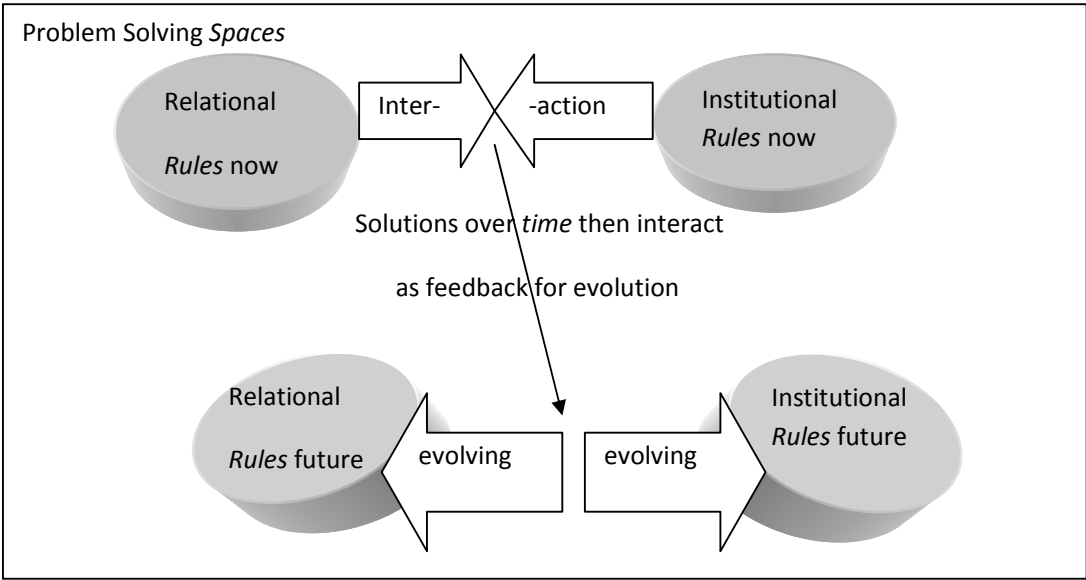 Problem Solving Spaces
Relational
Rules now
Inter-
-action
Institutional
Rules now
Solutions over time then interact
as feedback for evolution
Relational
Rules future
evolving
evolving
Institutional
Rules future